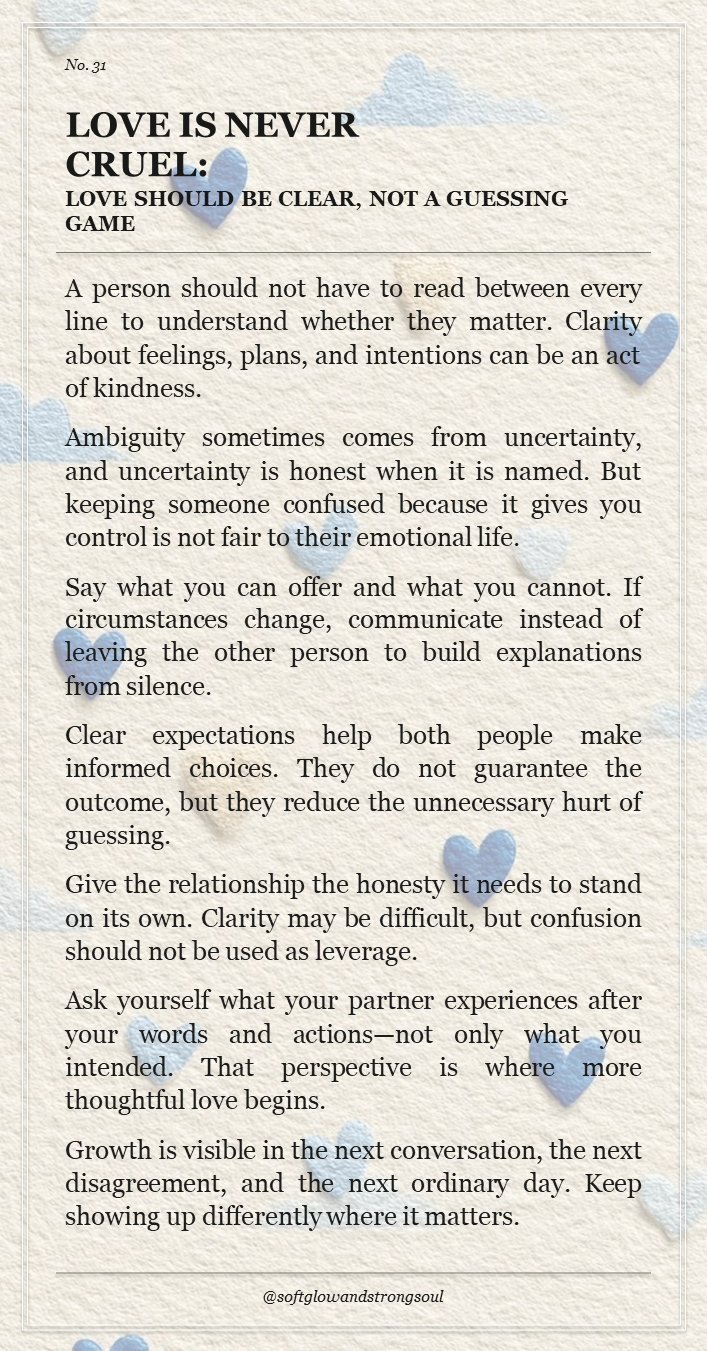 No. 31
LOVE IS NEVER
CRUEL:
LOVE SHOULD BE CLEAR, NOT A GUESSING
GAME
A person should not have to read between every
line to understand whether they matter. Clarity
about feelings, plans, and intentions can be an act
of kindness.
Ambiguity sometimes comes from uncertainty,
and uncertainty is honest when it is named. But
keeping someone confused because it gives you
control is not fair to their emotional life.
Say what you can offer and what you cannot. If
circumstances change, communicate instead of
leaving the other person to build explanations
from silence.
Clear expectations help both people make
informed choices. They do not guarantee the
outcome, but they reduce the unnecessary hurt of
guessing.
Give the relationship the honesty it needs to stand
on its own. Clarity may be difficult, but confusion
should not be used as leverage.
Ask yourself what your partner experiences after
your words and actions—not only what you
intended. That perspective is where more
thoughtful love begins.
Growth is visible in the next conversation, the next
disagreement, and the next ordinary day. Keep
showing up differently where it matters.
@softglowandstrongsoul